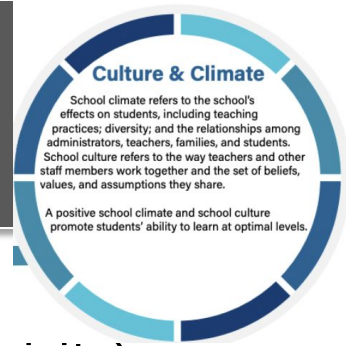 Culture & Climate
School climate refers to the school's
effects on students, including teaching
practices; diversity; and the relationships among
administrators, teachers, families, and students.
School culture refers to the way teachers and other
staff members work together and the set of beliefs,
values, and assumptions they share.
A positive school climate and school culture
promote students' ability to learn at optimal levels.